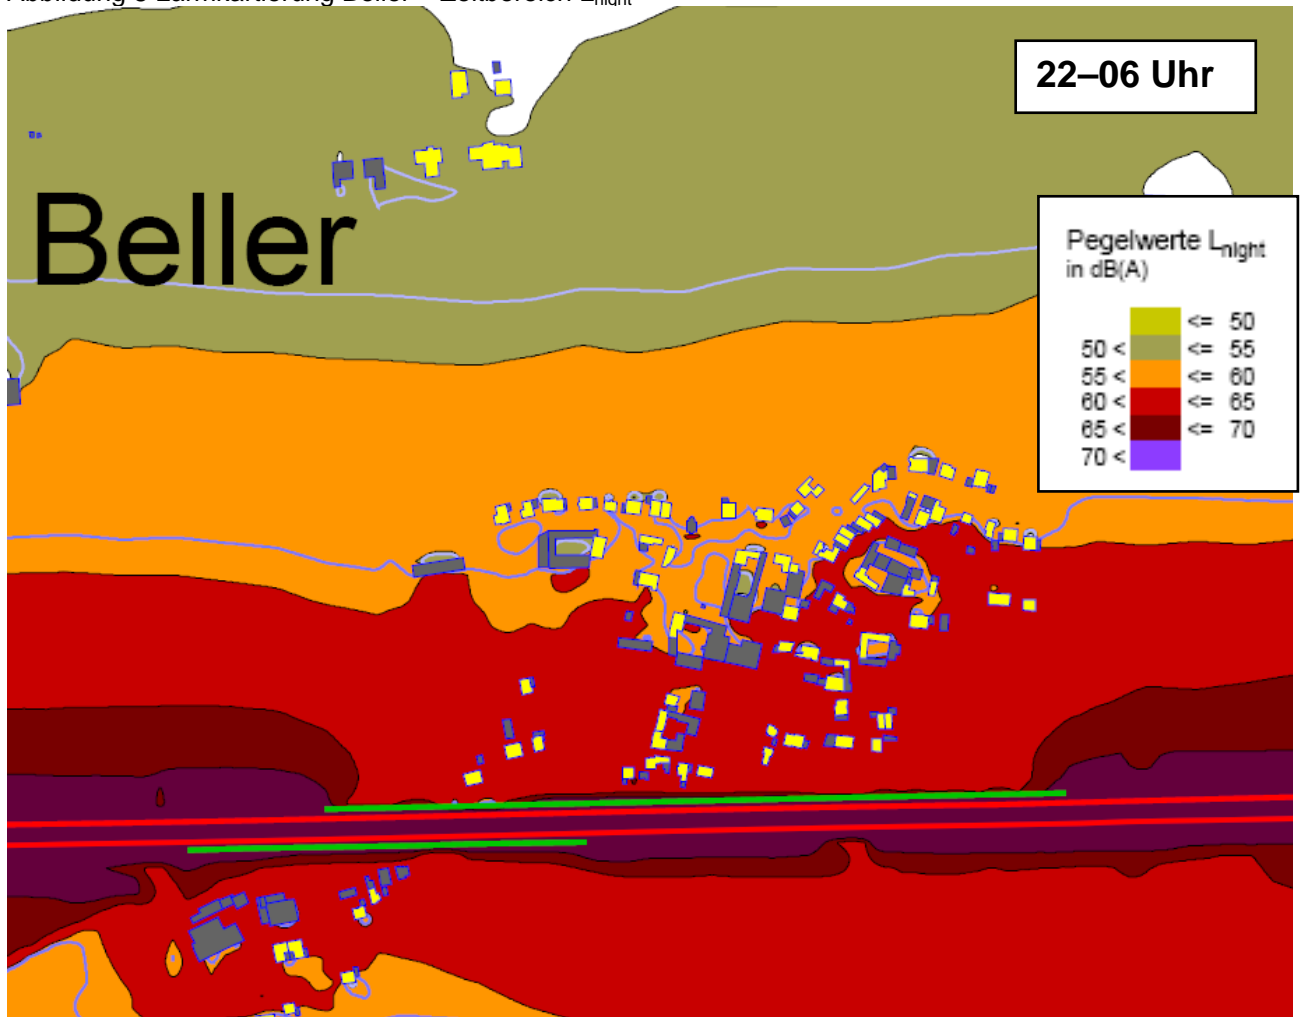 22–06 Uhr
Beller
Pegelwerte Lnight
in dB(A)
<= 50
50 < <= 55
55 < <= 60
60 < <= 65
65 < <= 70
70 <